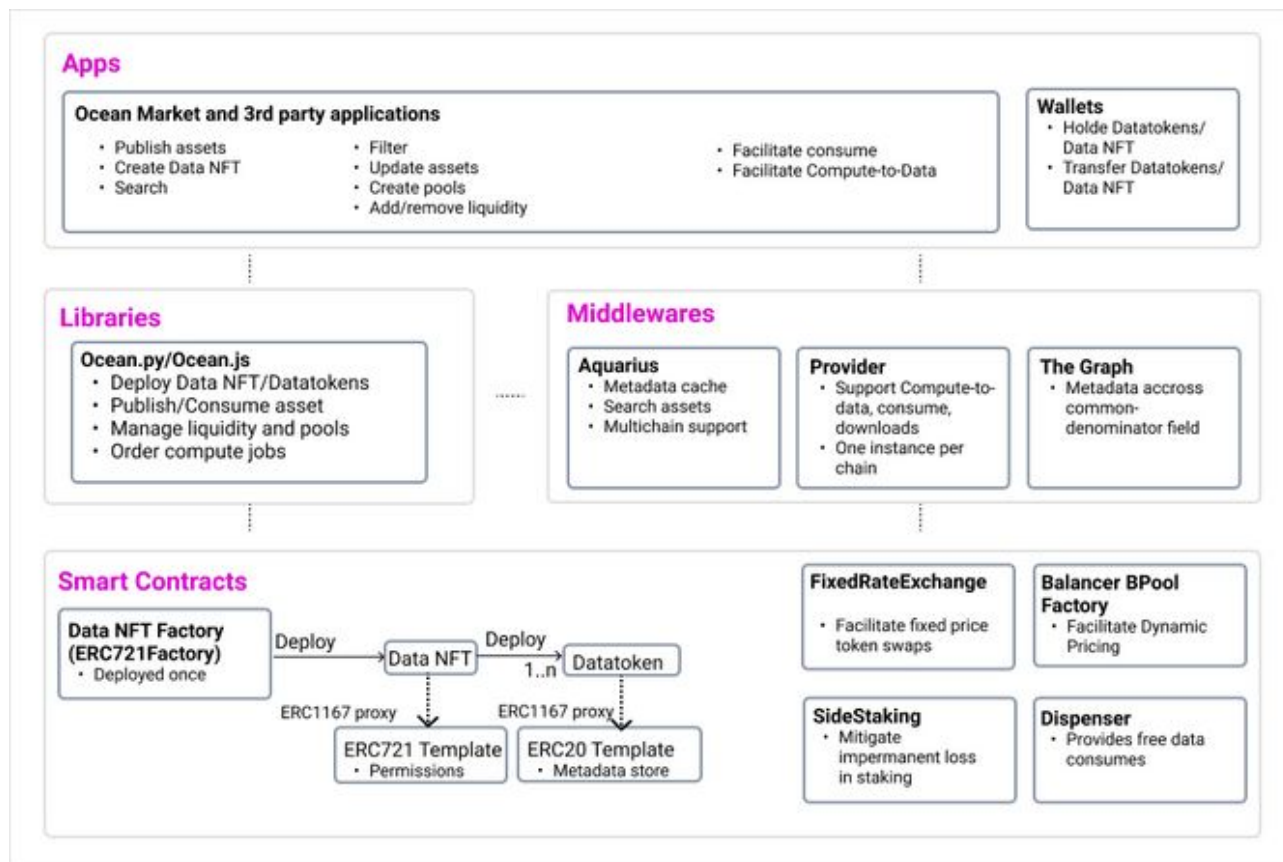 Apps
Ocean Market and 3rd party applications
• Publish assets
• Create Data NFT
• Search
• Filter
• Update assets
• Create pools
• Add/remove liquidity
• Facilitate consume
• Facilitate Compute-to-Data
Wallets
• Holde Datatokens/
Data NFT
• Transfer Datatokens/
Data NFT
Libraries
Ocean.py/Ocean.js
• Deploy Data NFT/Datatokens
• Publish/Consume asset
• Manage liquidity and pools
• Order compute jobs
Middlewares
Aquarius
• Metadata cache
• Search assets
• Multichain support
Provider
• Support Compute-to-
data, consume,
downloads
• One instance per
chain
The Graph
• Metadata accross
common-
denominator field
Smart Contracts
Data NFT Factory
(ERC721Factory)
• Deployed once
Deploy
Data NFT
Deploy
1..n
Datatoken
ERC1167 proxy
ERC1167 proxy
ERC721 Template
• Permissions
ERC20 Template
• Metadata store
FixedRateExchange
• Facilitate fixed price
token swaps
Balancer BPool
Factory
• Facilitate Dynamic
Pricing
SideStaking
• Mitigate
impermanent loss
in staking
Dispenser
• Provides free data
consumes